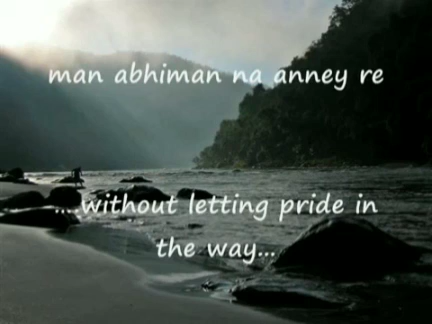 man abhiman na anney re
....without letting pride in
the way...